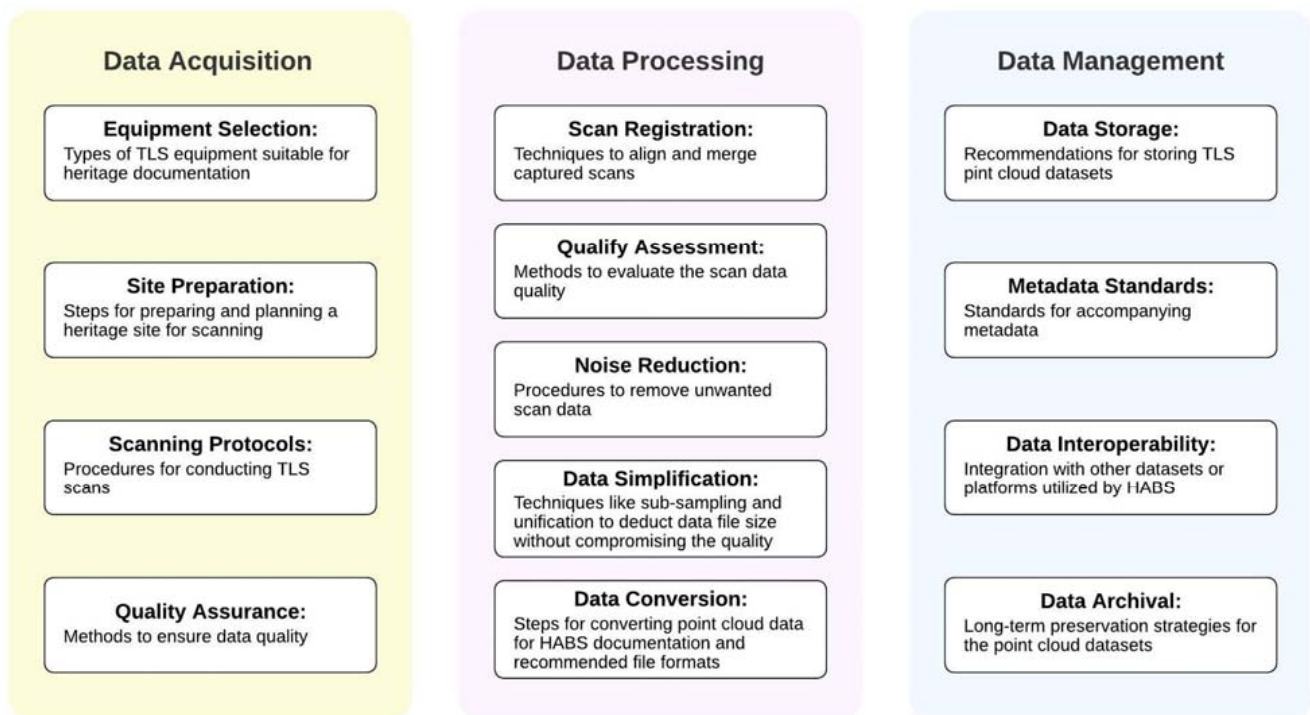 Data Acquisition
Equipment Selection:
Types of TLS equipment suitable for
heritage documentation
Site Preparation:
Steps for preparing and planning a
heritage site for scanning
Scanning Protocols:
Procedures for conducting TLS
scans
Quality Assurance:
Methods to ensure data quality
Data Processing
Scan Registration:
Techniques to align and merge
captured scans
Qualify Assessment:
Methods to evaluate the scan data
quality
Noise Reduction:
Procedures to remove unwanted
scan data
Data Simplification:
Techniques like sub-sampling and
unification to deduct data file size
without compromising the quality
Data Conversion:
Steps for converting point cloud data
for HABS documentation and
recommended file formats
Data Management
Data Storage:
Recommendations for storing TLS
pint cloud datasets
Metadata Standards:
Standards for accompanying
metadata
Data Interoperability:
Integration with other datasets or
platforms utilized by HABS
Data Archival:
Long-term preservation strategies for
the point cloud datasets